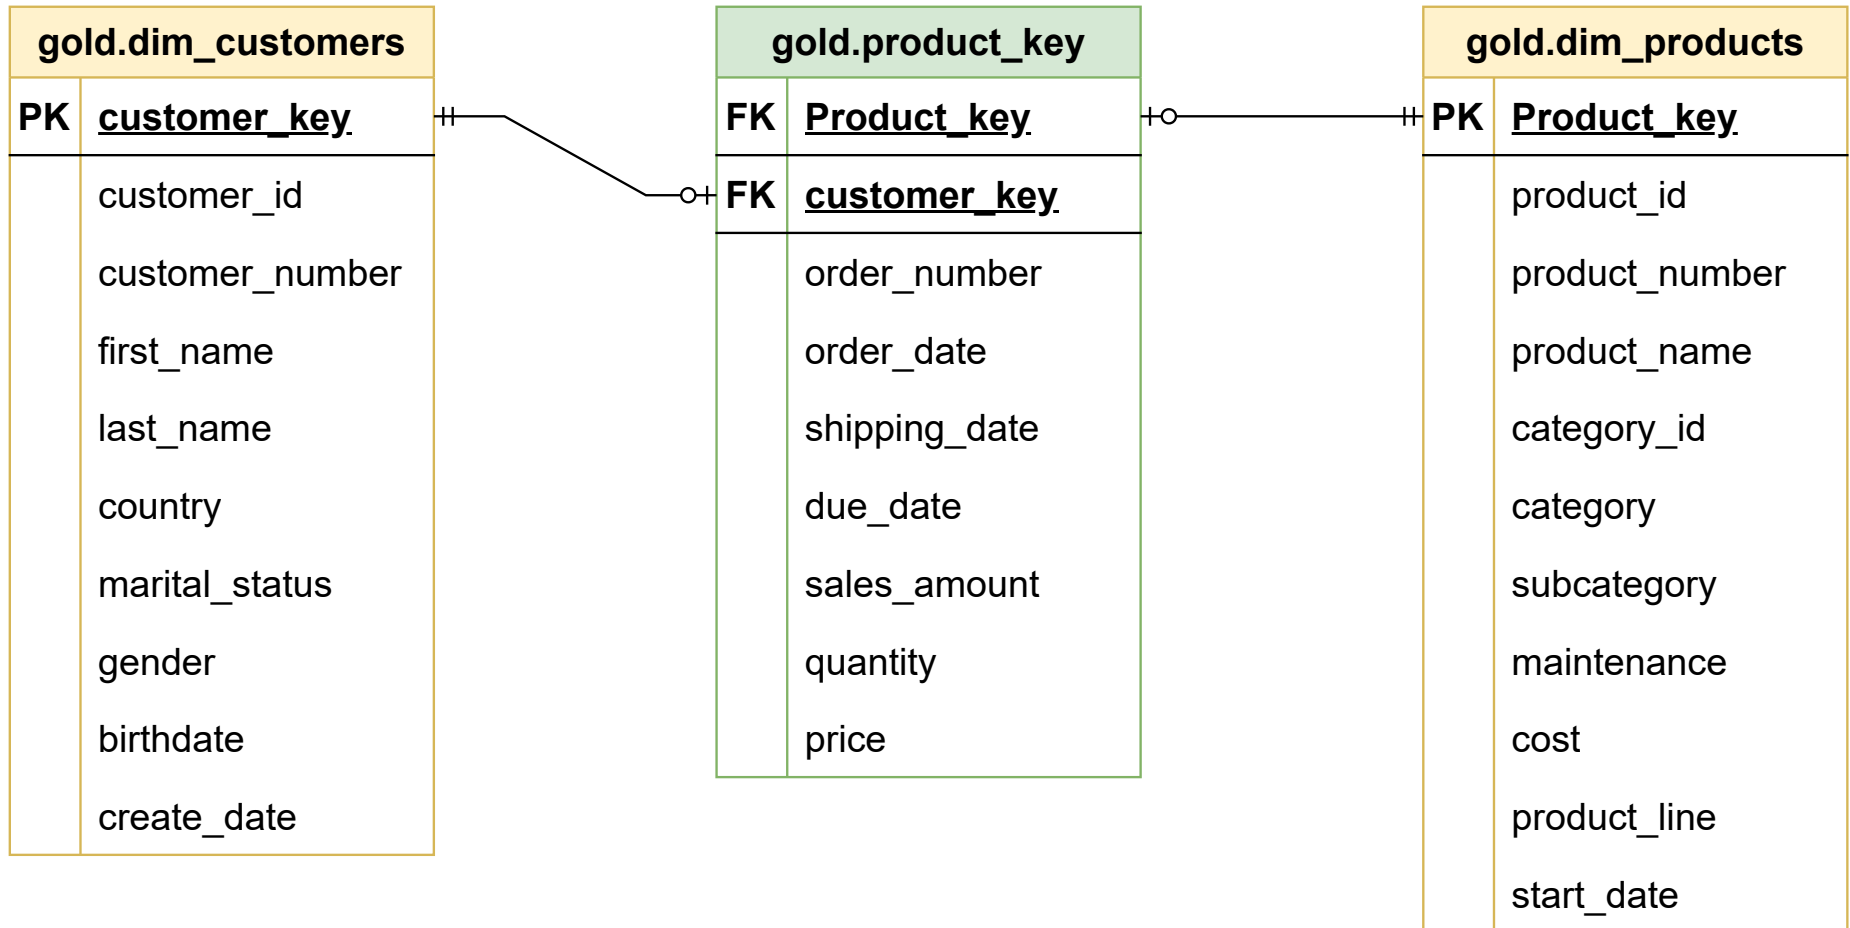 gold.dim_customers
PK customer_key
customer_id
customer_number
first_name
last_name
country
marital_status
gender
birthdate
create_date
gold.product_key
FK Product_key
FK customer_key
order_number
order_date
shipping_date
due_date
sales_amount
quantity
price
gold.dim_products
PK Product_key
product_id
product_number
product_name
category_id
category
subcategory
maintenance
cost
product_line
start_date